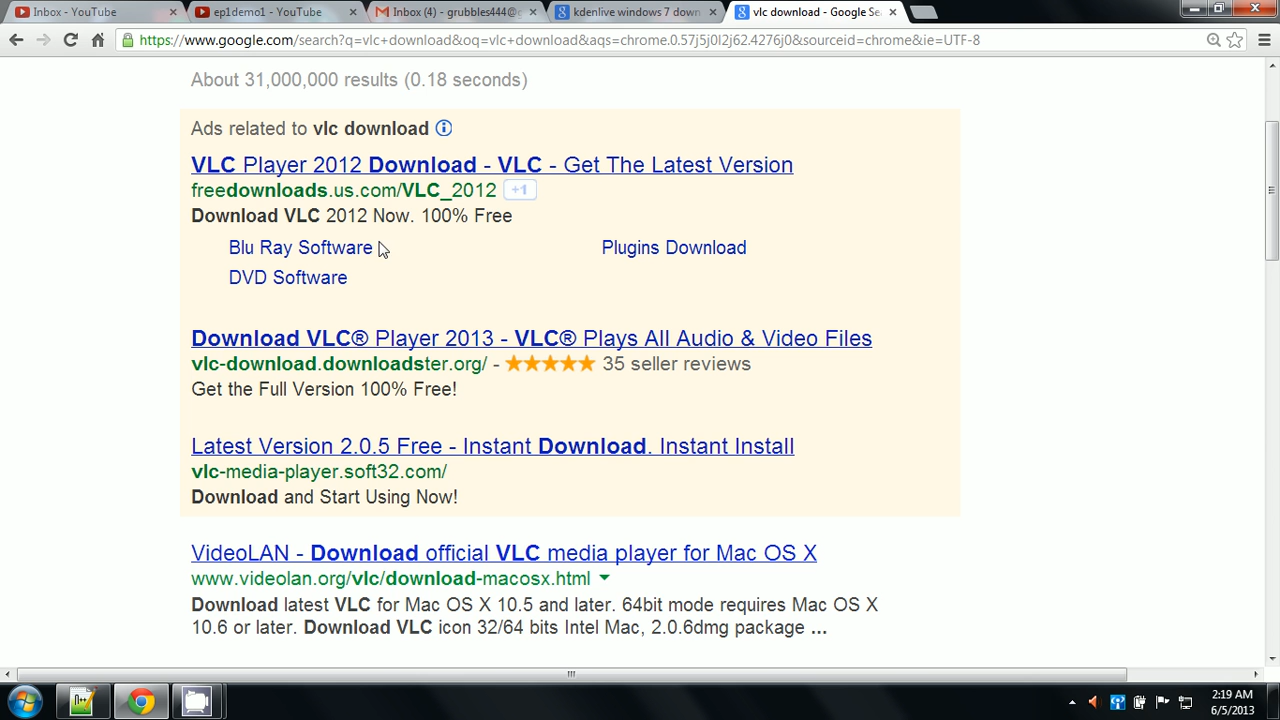 Inbox - YouTube
ep1demo1 - YouTube
Inbox (4) - grubbles444@g
kdenlive windows 7 down
vlc download - Google Se
https://www.google.com/search?q=vlc+download&oq=vlc+download&aqs=chrome.0.57j5j0l2j62.4276j0&sourceid=chrome&ie=UTF-8
About 31,000,000 results (0.18 seconds)
Ads related to vlc download
VLC Player 2012 Download - VLC - Get The Latest Version
freedownloads.us.com/VLC_2012 +1
Download VLC 2012 Now. 100% Free
Blu Ray Software Plugins Download
DVD Software
Download VLC® Player 2013 - VLC® Plays All Audio & Video Files
vlc-download.downloadster.org/ - ★★★★★ 35 seller reviews
Get the Full Version 100% Free!
Latest Version 2.0.5 Free - Instant Download. Instant Install
vlc-media-player.soft32.com/
Download and Start Using Now!
VideoLAN - Download official VLC media player for Mac OS X
www.videolan.org/vlc/download-macosx.html
Download latest VLC for Mac OS X 10.5 and later. 64bit mode requires Mac OS X
10.6 or later. Download VLC icon 32/64 bits Intel Mac, 2.0.6dmg package ...
2:19 AM
6/5/2013